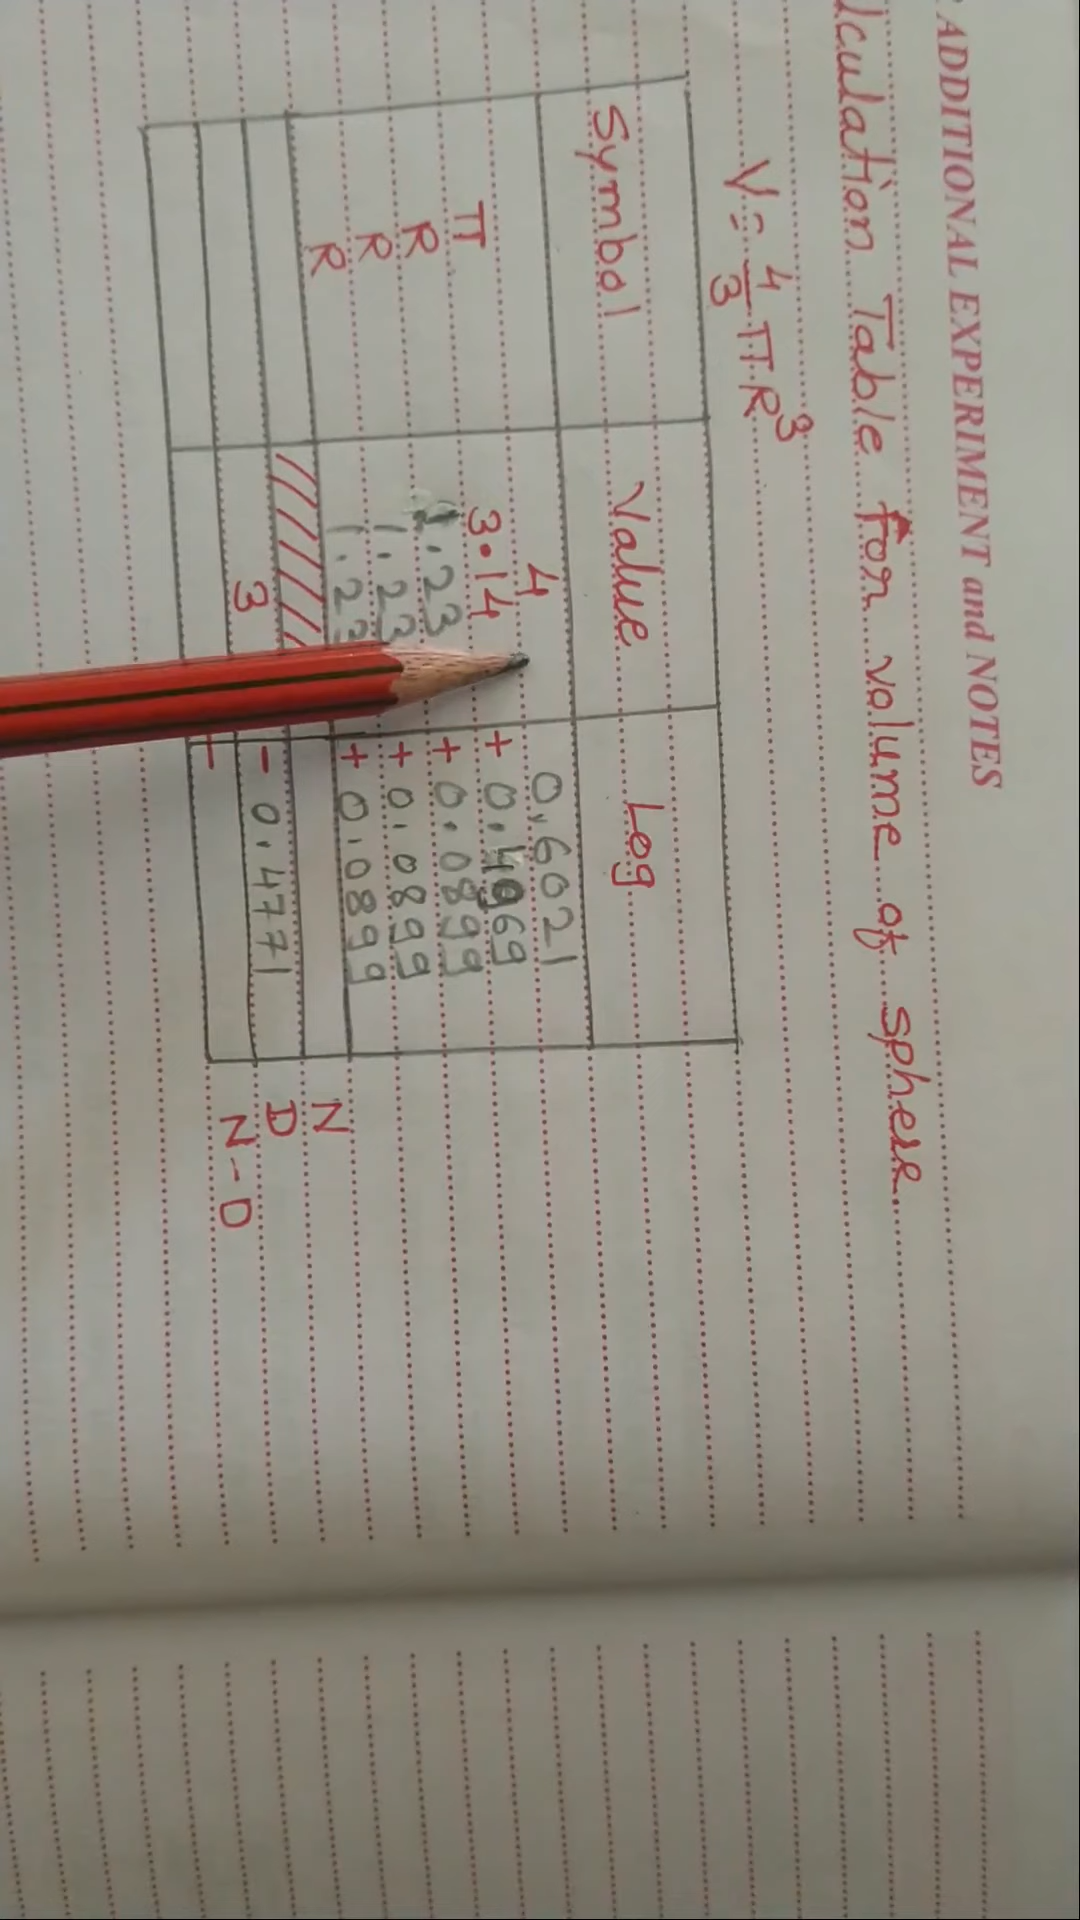 ADDITIONAL EXPERIMENT and NOTES
lculation Table for volume of sphere.
V = 4/3 π R³
Symbol Value Log
4 0.6021
π 3.14 + 0.4969
R 1.23 + 0.0899
R 1.23 + 0.0899
R 1.23 + 0.0899
N
3 - 0.4771 D
N-D